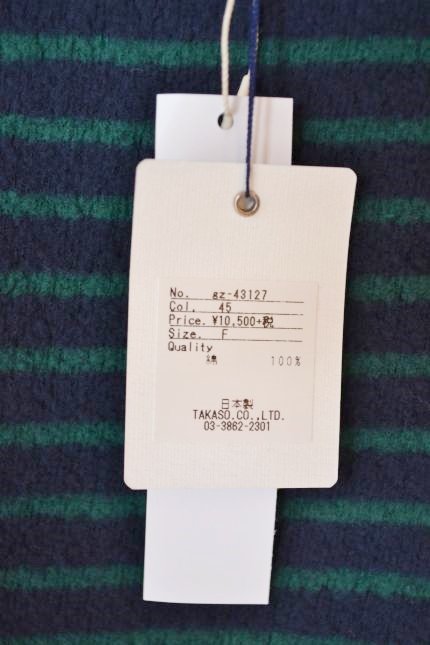 No. gz-43127
Col. 45
Price. ¥10,500+税
Size. F
Quality
綿 100%
日本製
TAKASO.CO.,LTD.
03-3862-2301